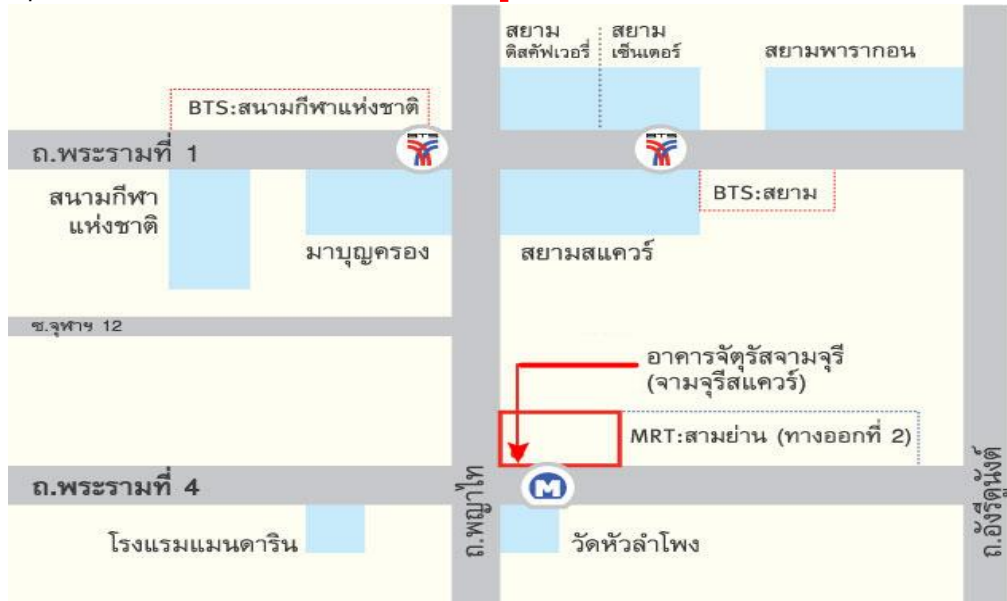 สยาม
ดิสคัฟเวอรี่
สยาม
เซ็นเตอร์
สยามพารากอน
BTS:สนามกีฬาแห่งชาติ
BTS
BTS
ถ.พระรามที่ 1
สนามกีฬา
แห่งชาติ
มาบุญครอง
สยามสแควร์
BTS:สยาม
ซ.จุฬาฯ 12
อาคารจัตุรัสจามจุรี
(จามจุรีสแควร์)
MRT:สามย่าน (ทางออกที่ 2)
ถ.พระรามที่ 4
M
ถ.พญาไท
ถ.อังรีดูนังต์
โรงแรมแมนดาริน
วัดหัวลำโพง